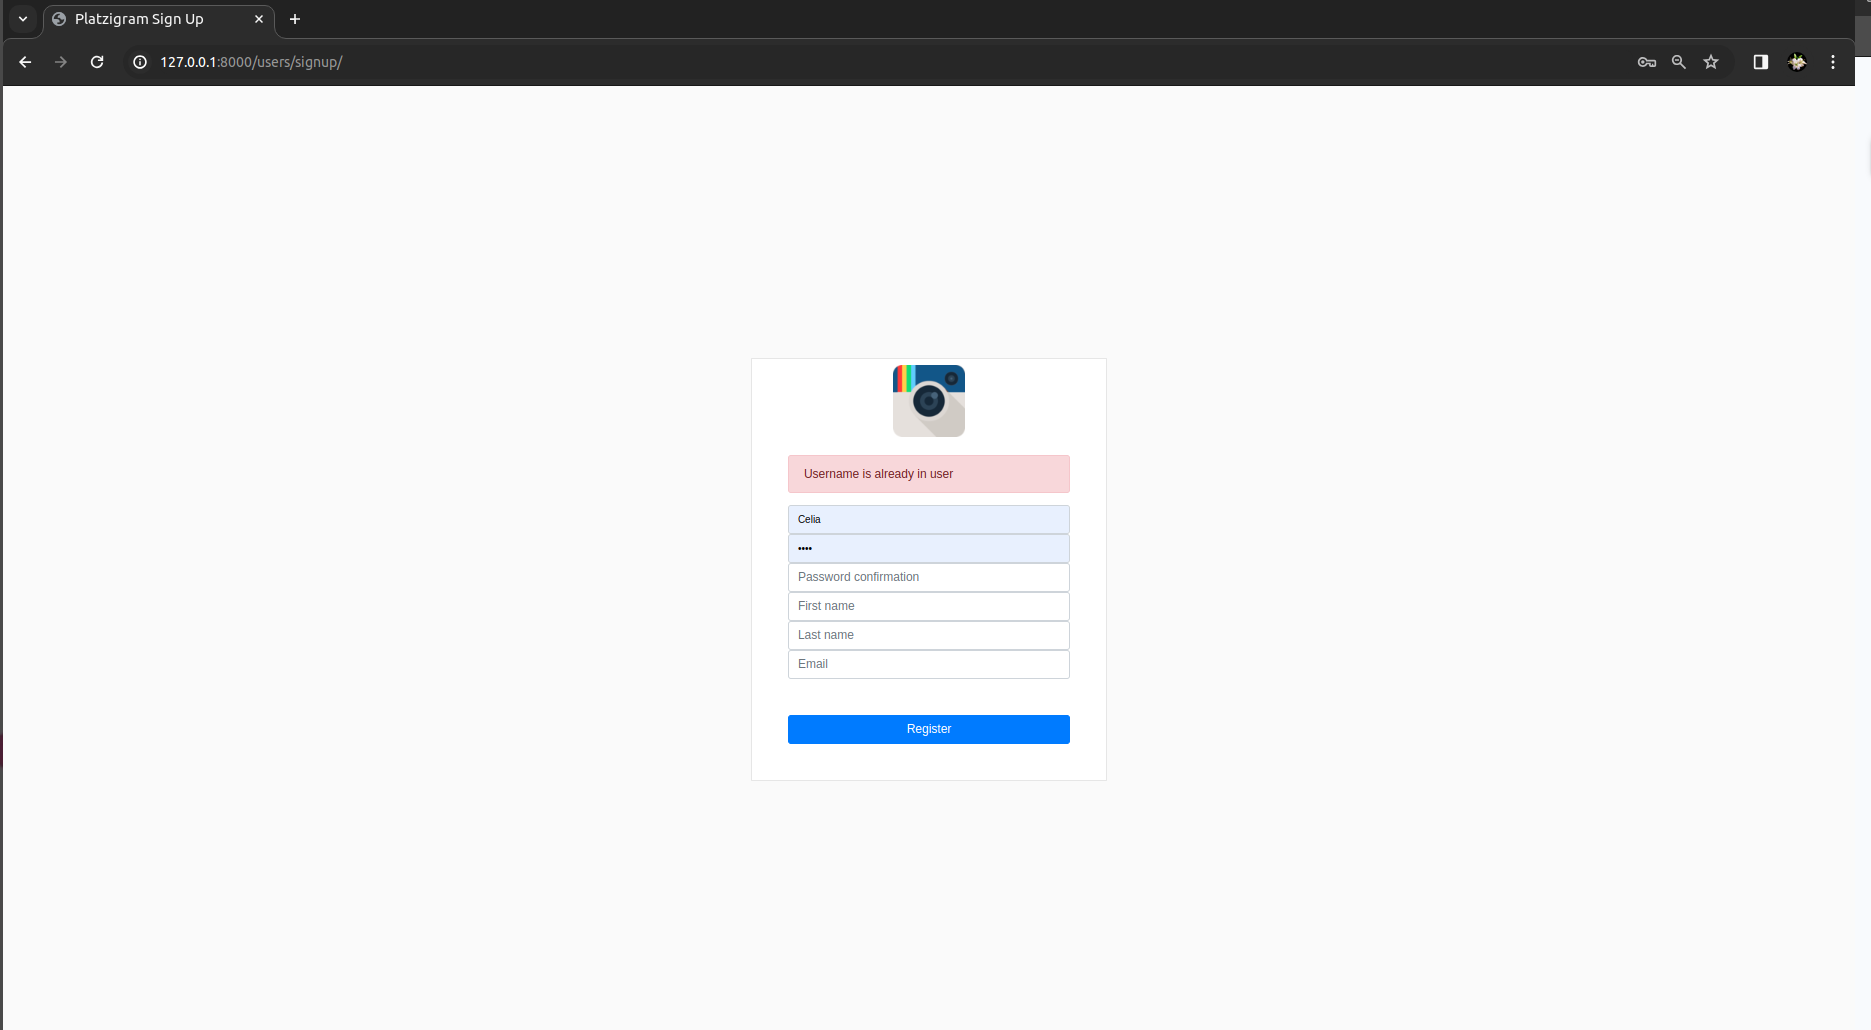 Platzigram Sign Up
127.0.0.1:8000/users/signup/
Username is already in user
Celia
••••
Password confirmation
First name
Last name
Email
Register